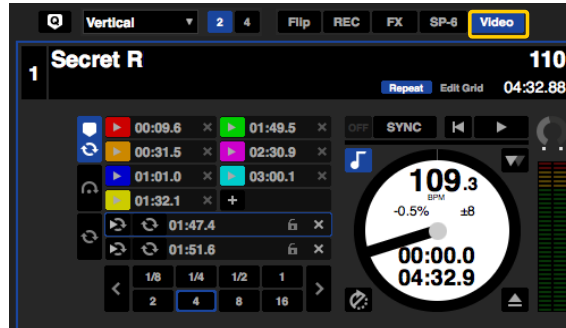 Q Vertical ▼ 2 4 Flip REC FX SP-6 Video
1 Secret R 110
Repeat Edit Grid 04:32.88
00:09.6 × 01:49.5 × OFF SYNC
00:31.5 × 02:30.9 ×
01:01.0 × 03:00.1 ×
01:32.1 × +
01:47.4 ×
01:51.6 ×
1/8 1/4 1/2 1
< 2 4 8 16 >
109.3
BPM
-0.5% ±8
00:00.0
04:32.9